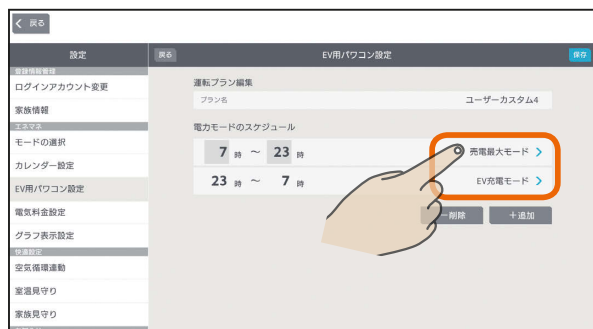 戻る
設定
戻る
EV用パワコン設定
保存
登録情報管理
ログインアカウント変更
家族情報
エネマネ
モードの選択
カレンダー設定
EV用パワコン設定
電気料金設定
グラフ表示設定
快適設定
空気循環連動
室温見守り
家族見守り
運転プラン編集
プラン名 ユーザーカスタム4
電力モードのスケジュール
7 時 ～ 23 時 売電最大モード
23 時 ～ 7 時 EV充電モード
削除 ＋追加